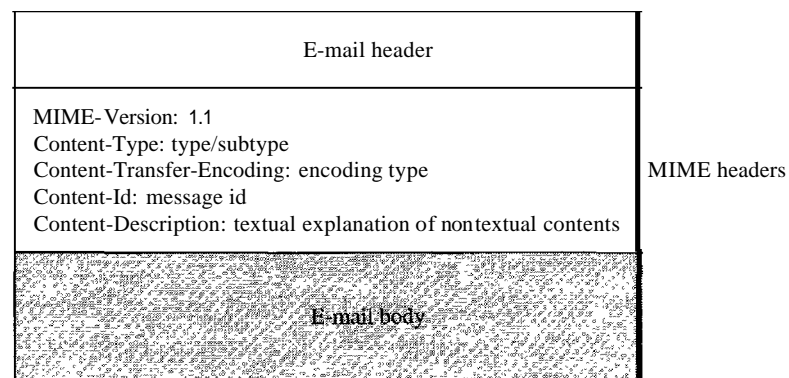 E-mail header
MIME-Version: 1.1
Content-Type: type/subtype
Content-Transfer-Encoding: encoding type
Content-Id: message id
Content-Description: textual explanation of nontextual contents
MIME headers
E-mail body